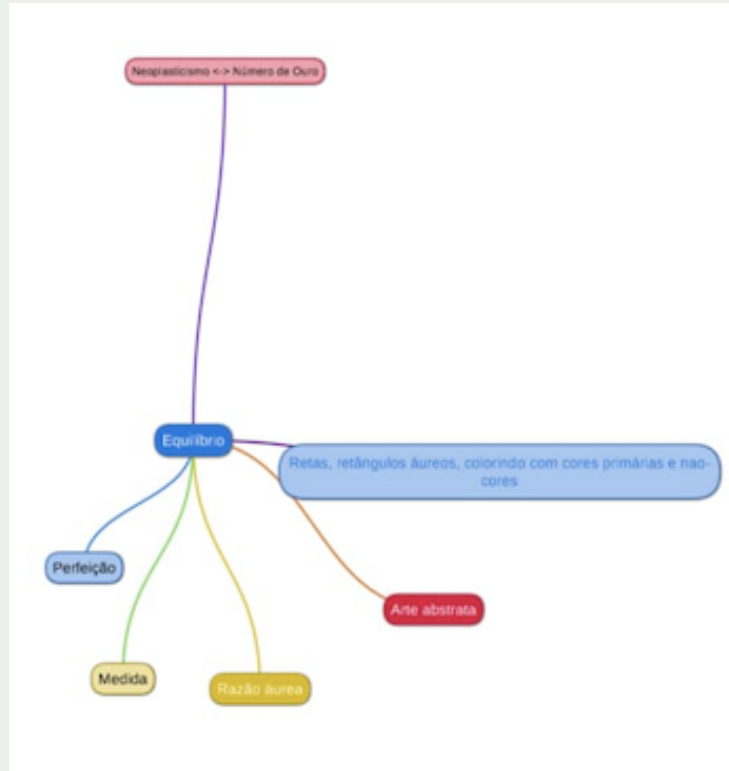 Neoplasticismo <-> Número de Ouro
Equilíbrio
Retas, retângulos áureos, colorindo com cores primárias e nao-
cores
Perfeição
Arte abstrata
Medida
Razão áurea